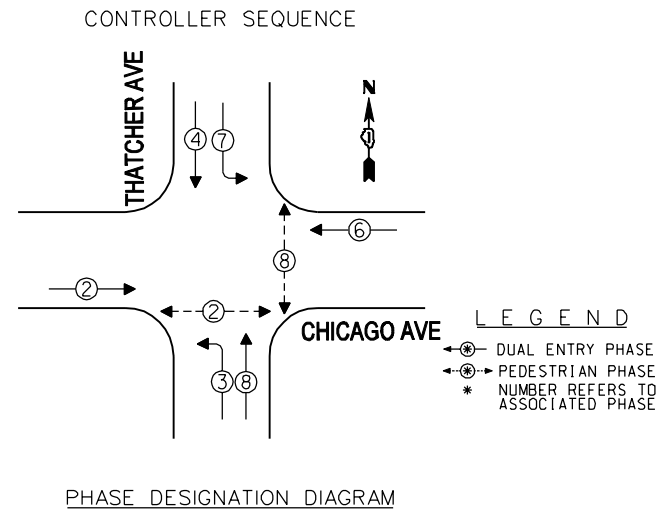 CONTROLLER SEQUENCE
THATCHER AVE
N
1
4
7
6
8
2
2
CHICAGO AVE
3
8
LEGEND
* DUAL ENTRY PHASE
* PEDESTRIAN PHASE
* NUMBER REFERS TO
ASSOCIATED PHASE
PHASE DESIGNATION DIAGRAM